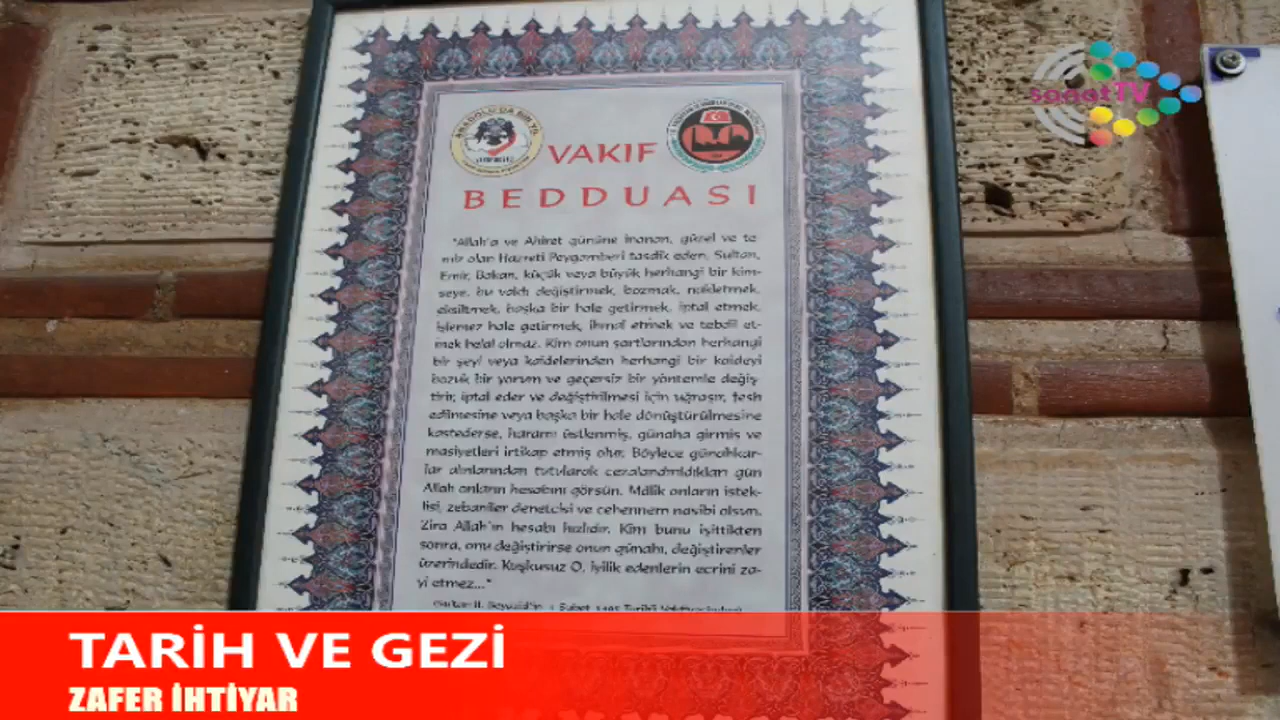 sanatTV
ANADOLU'DA BİN YIL
VAKIF
BEDDUASI
"Allah'a ve Ahiret gününe inanan, güzel ve te-
miz olan Hazreti Peygamberi tasdik eden, Sultan,
Emir, Bakan, küçük veya büyük herhangi bir kim-
seye, bu vakfı değiştirmek, bozmak, nakletmek,
eksiltmek, başka bir hale getirmek, iptal etmek,
işlemez hale getirmek, ihmal etmek ve tebdil et-
mek helal olmaz. Kim onun şartlarından herhangi
bir şeyi veya kaidelerinden herhangi bir kaideyi
bozuk bir yorum ve geçersiz bir yöntemle değiş-
tirir, iptal eder ve değiştirilmesi için uğraşır, fesh
edilmesine veya başka bir hale dönüştürülmesine
kastederse, haramı üstlenmiş, günaha girmiş ve
masiyetleri irtikap etmiş olur. Böylece günahkar-
lar alınlarından tutularak cezalandırıldıkları gün
Allah onların hesabını görsün. Mâlik onların istek-
lisi, zebaniler denetçisi ve cehennem nasibi olsun.
Zira Allah'ın hesabı hızlıdır. Kim bunu işittikten
sonra, onu değiştirirse onun günahı, değiştirenler
üzerindedir. Kuşkusuz O, iyilik edenlerin ecrini za-
yi etmez..."
TARİH VE GEZİ
ZAFER İHTİYAR